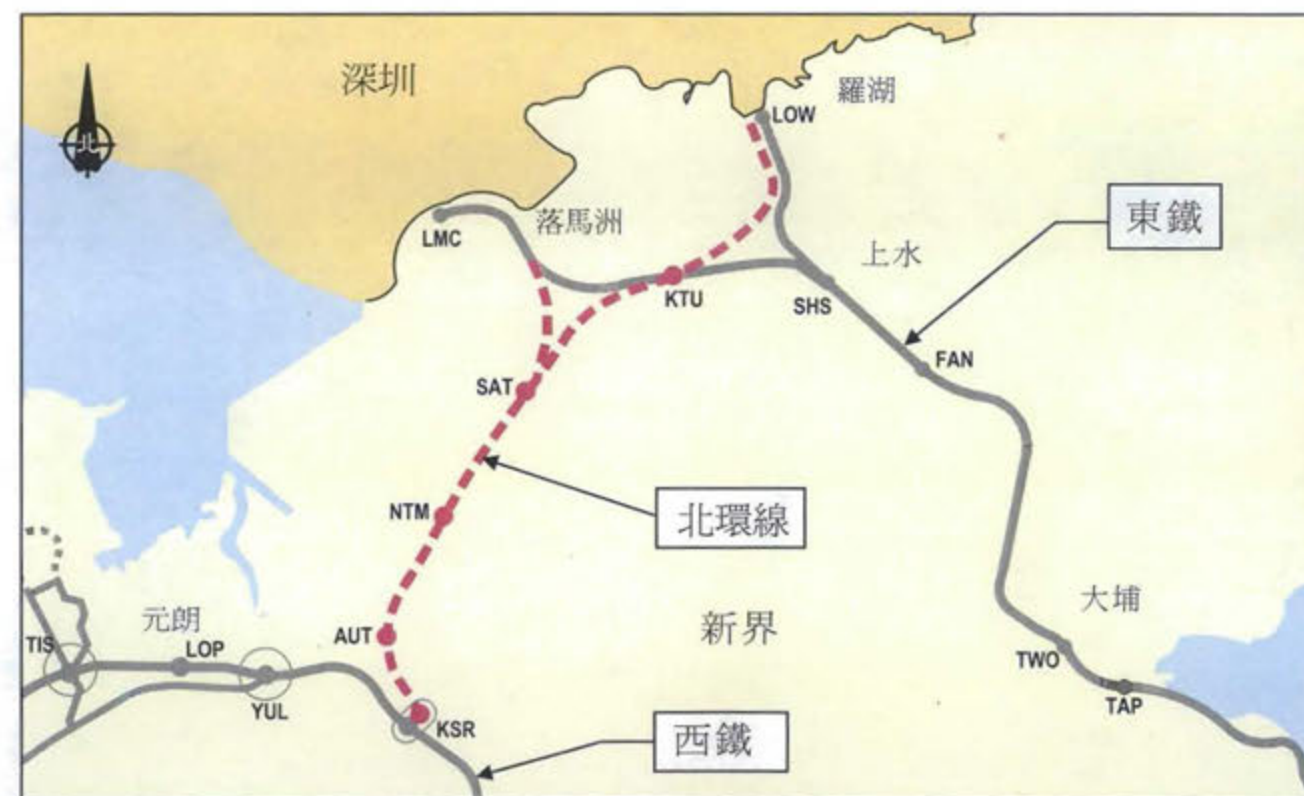 深圳
北
羅湖
LOW
東鐵
LMC
落馬洲
上水
KTU
SHS
FAN
SAT
北環線
NTM
新界
大埔
元朗
AUT
TIS
LOP
YUL
KSR
TWO
TAP
西鐵